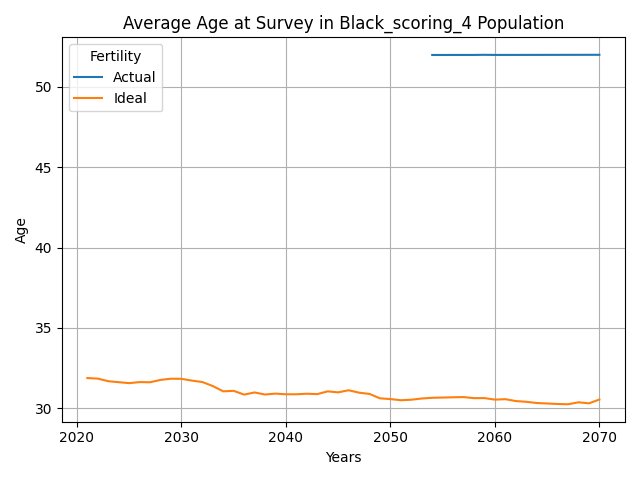 Average Age at Survey in Black_scoring_4 Population
Fertility
Actual
Ideal
50
45
40
35
30
Age
2020
2030
2040
2050
2060
2070
Years